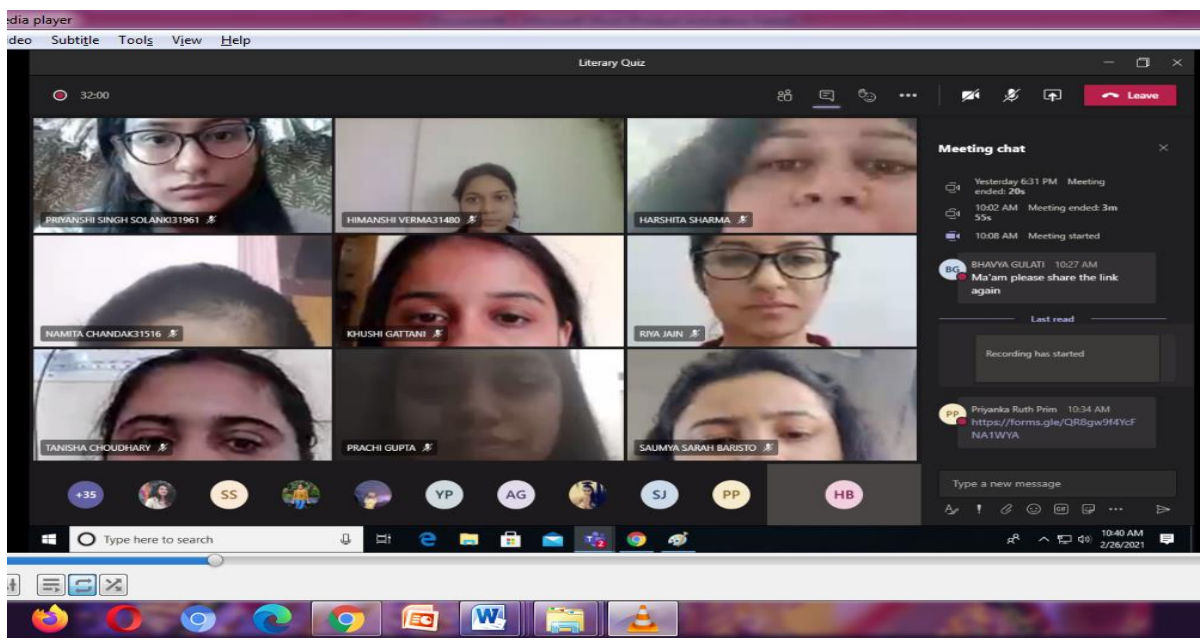 edia player
deo Subtitle Tools View Help
Literary Quiz
32:00
Leave
PRIYANSHI SINGH SOLANKI31961
HIMANSHI VERMA31480
HARSHITA SHARMA
NAMITA CHANDAK31516
KHUSHI GATTANI
RIYA JAIN
TANISHA CHOUDHARY
PRACHI GUPTA
SAUMYA SARAH BARISTO
+35
SS
YP
AG
SJ
PP
HB
Meeting chat
Yesterday 6:31 PM Meeting
ended: 20s
10:02 AM Meeting ended: 3m
55s
10:08 AM Meeting started
BG
BHAVYA GULATI 10:27 AM
Ma'am please share the link
again
Last read
Recording has started
PP
Priyanka Ruth Prim 10:34 AM
https://forms.gle/QR8gw9f4YcF
NA1WYA
Type a new message
GIF
Type here to search
10:40 AM
2/26/2021